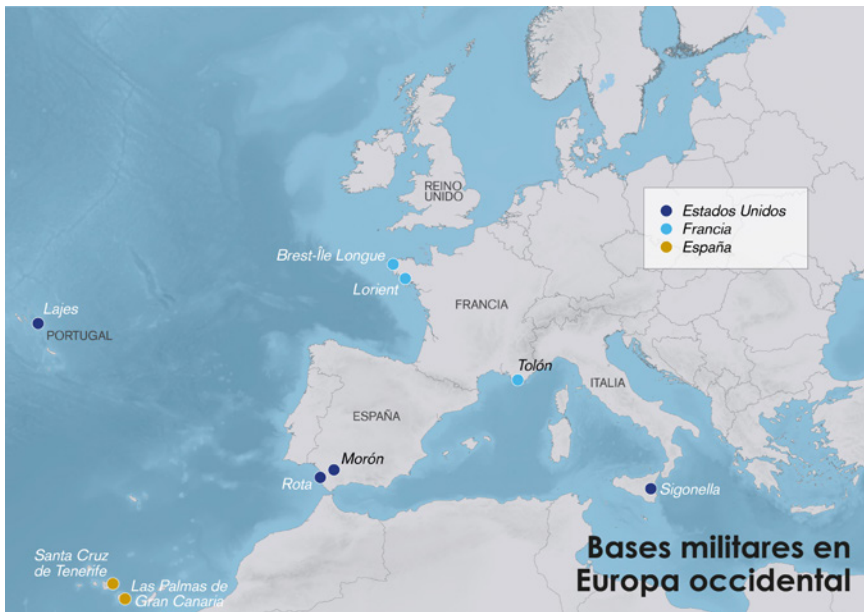 REINO
UNIDO
Estados Unidos
Francia
España
Brest-Île Longue
Lorient
FRANCIA
Lajes
PORTUGAL
Tolón
ITALIA
ESPAÑA
Morón
Rota
Sigonella
Santa Cruz
de Tenerife
Las Palmas de
Gran Canaria
Bases militares en
Europa occidental